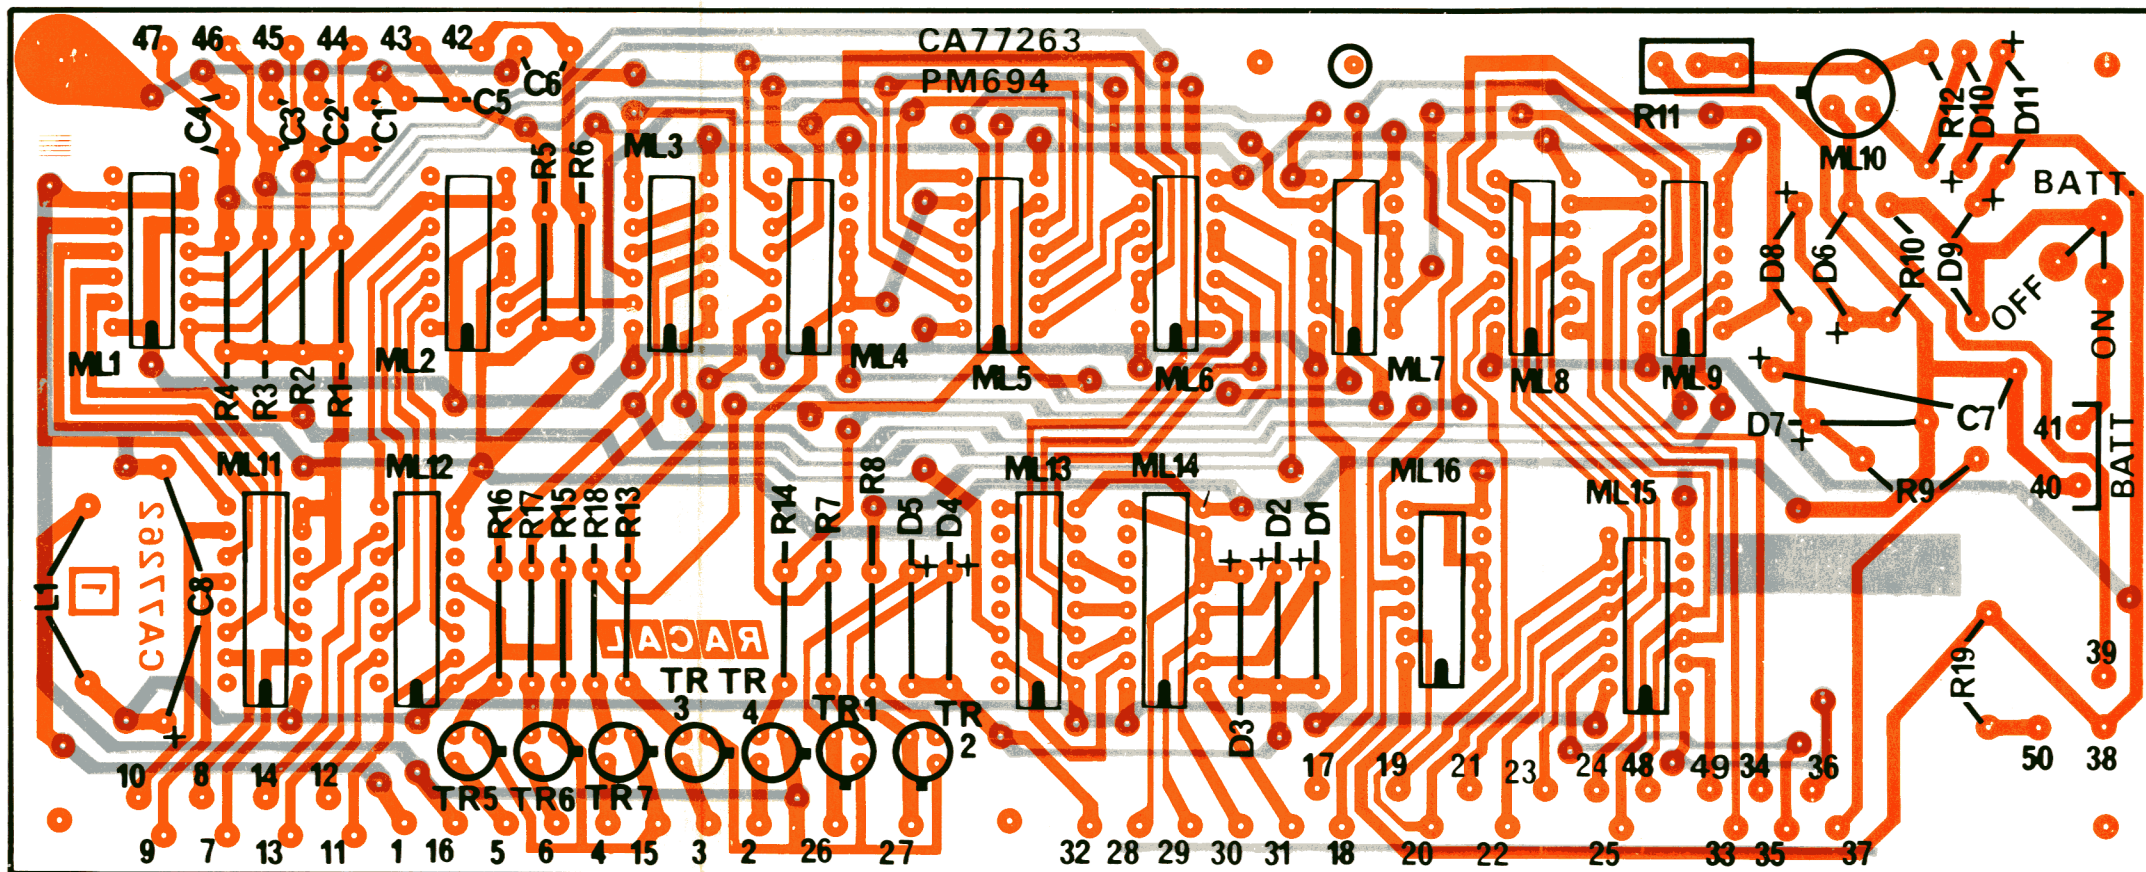 47 46 45 44 43 42
CA77263
PM694
C4 C3 C2 C1 C5 C6
R5 R6 ML3
R11 ML10 R12 D10 D11
BATT.
D8 D6 R10 D9 OFF ON
ML1 R4 R3 R2 R1 ML2 ML4 ML5 ML6 ML7 ML8 ML9
C7
D7 41
BATT
40
R9
ML11 ML12 R16 R17 R15 R18 R13 R14 R7 R8 D5 D4 ML13 ML14 D2 D1 ML16 ML15
L1 CA77262 C8
J
RACAL
TR TR
3 4 TR1 TR
2
D3
R19
39
50 38
10 8 14 12 TR5 TR6 TR7 17 19 21 23 24 48 49 34 36
9 7 13 11 1 16 5 6 4 15 3 2 26 27 32 28 29 30 31 18 20 22 25 33 35 37
+ + + + + + + + + + +